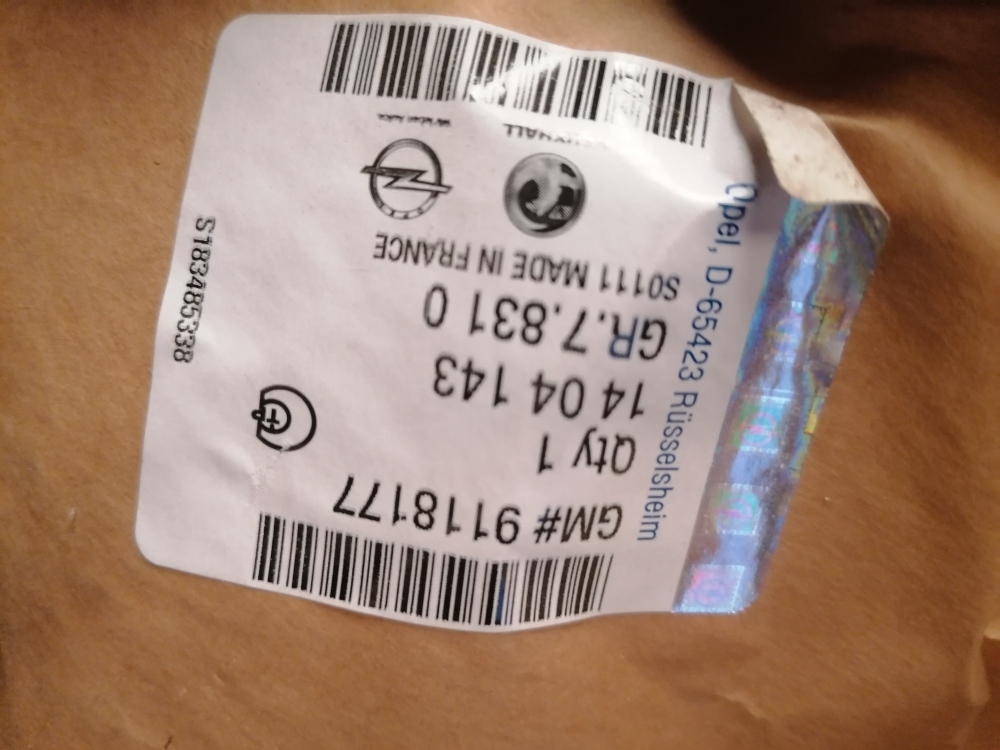 GM# 9118177
Qty 1
14 04 143
GR.7.831 0
S0111 MADE IN FRANCE
Opel, D-65423 Rüsselsheim
S183485338